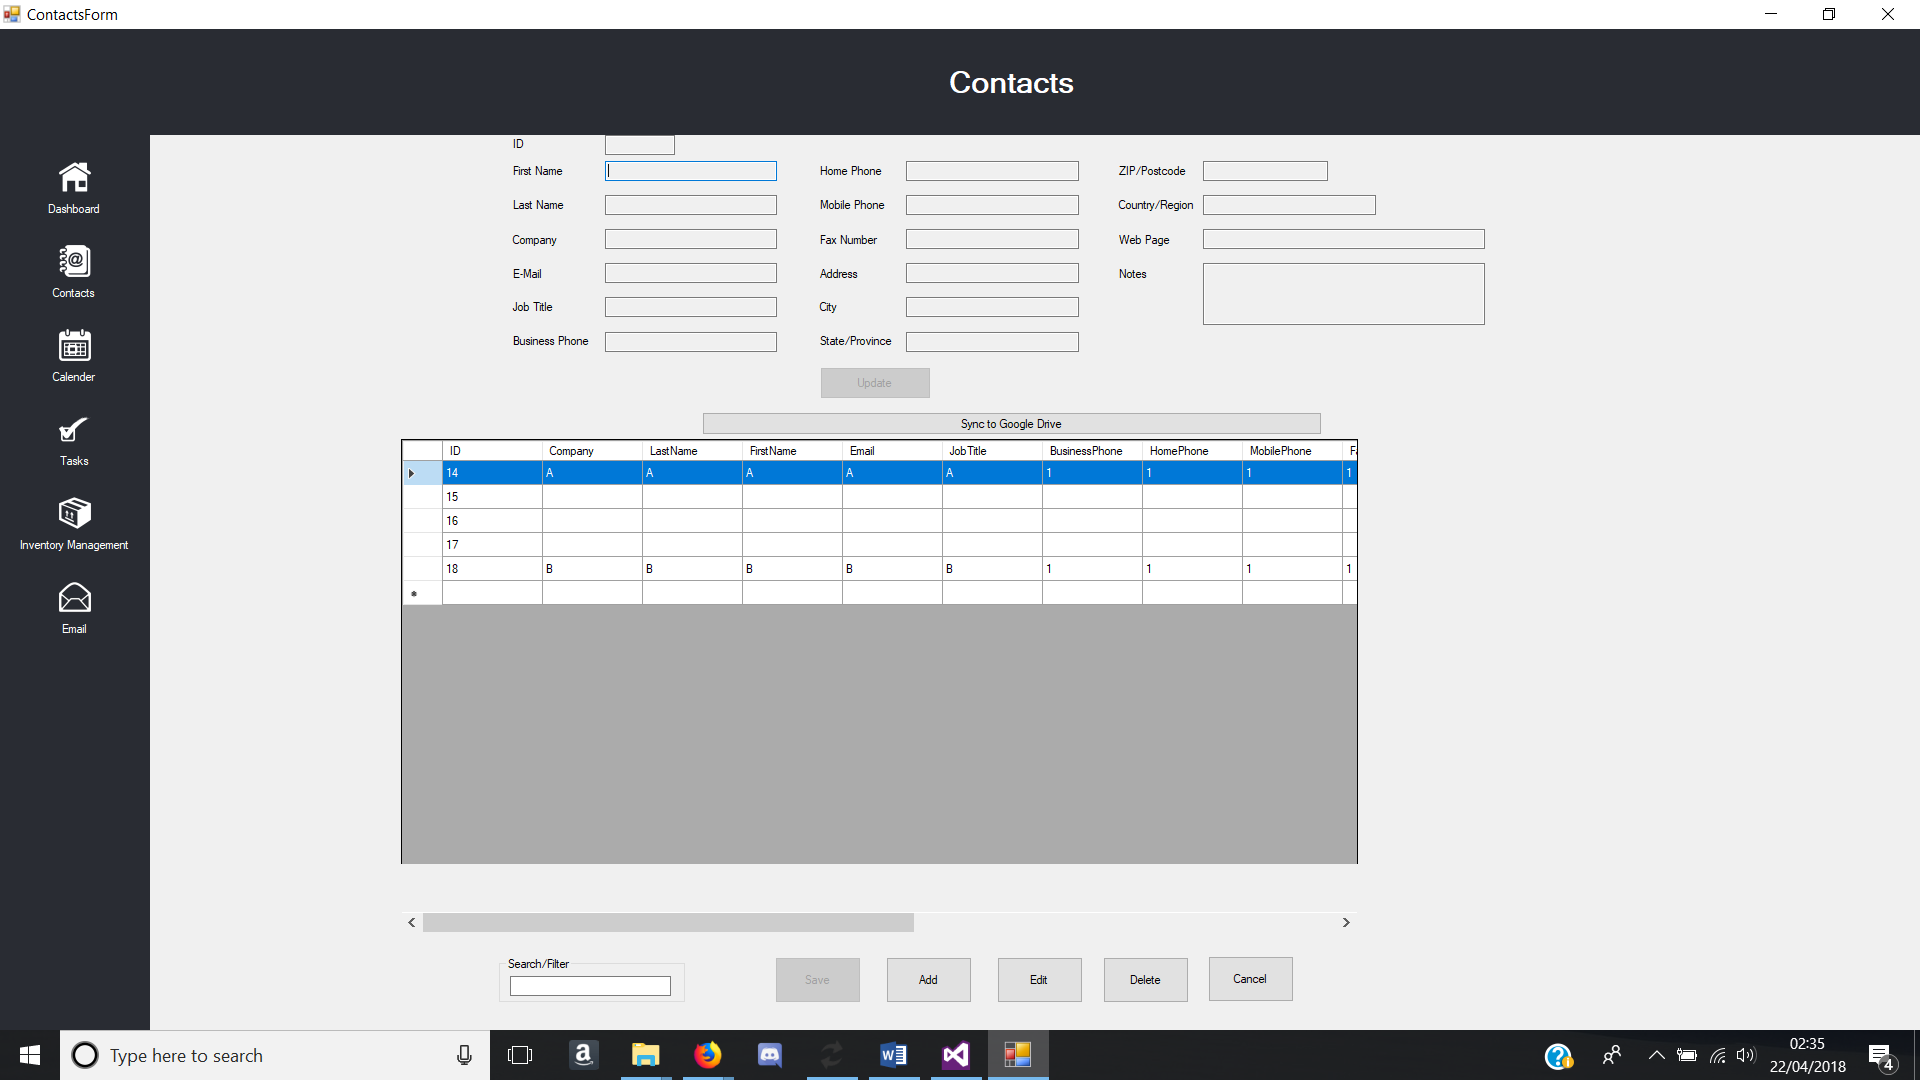 ContactsForm
Contacts
Dashboard
Contacts
Calender
Tasks
Inventory Management
Email
ID
First Name
Last Name
Company
E-Mail
Job Title
Business Phone
Home Phone
Mobile Phone
Fax Number
Address
City
State/Province
ZIP/Postcode
Country/Region
Web Page
Notes
Update
Sync to Google Drive
ID Company LastName FirstName Email JobTitle BusinessPhone HomePhone MobilePhone
14 A A A A A 1 1 1 1
15
16
17
18 B B B B B 1 1 1 1
Search/Filter
Save
Add
Edit
Delete
Cancel
Type here to search
02:35
22/04/2018
4